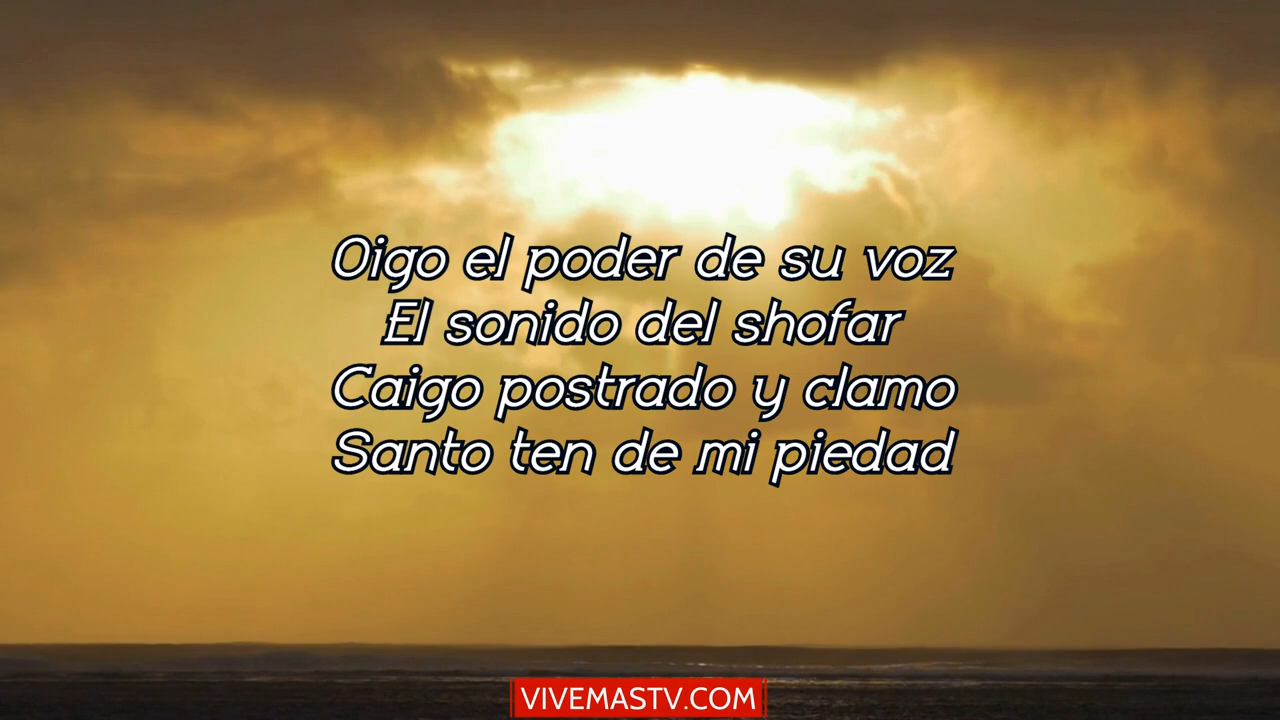 Oigo el poder de su voz
El sonido del shofar
Caigo postrado y clamo
Santo ten de mi piedad
VIVEMASTV.COM